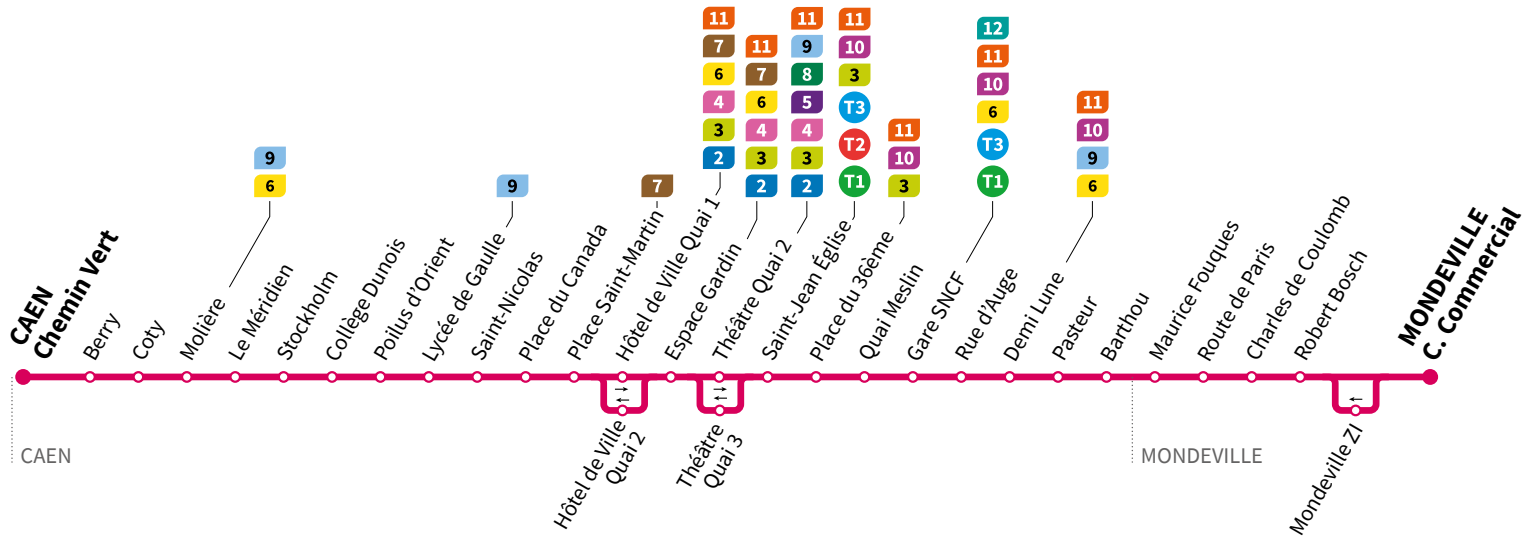 11
7
6
4
3
2
11
7
6
4
3
2
11
9
8
5
4
3
2
11
10
3
T3
T2
T1
11
10
3
12
11
10
6
T3
T1
11
10
9
6
9
6
9
7
CAEN
Chemin Vert
Berry
Coty
Molière
Le Méridien
Stockholm
Collège Dunois
Poilus d'Orient
Lycée de Gaulle
Saint-Nicolas
Place du Canada
Place Saint-Martin
Hôtel de Ville Quai 1
Espace Gardin
Théâtre Quai 2
Saint-Jean Église
Place du 36ème
Quai Meslin
Gare SNCF
Rue d'Auge
Demi Lune
Pasteur
Barthou
Maurice Fouques
Route de Paris
Charles de Coulomb
Robert Bosch
MONDEVILLE
C. Commercial
Hôtel de Ville
Quai 2
Théâtre
Quai 3
Mondeville ZI
CAEN
MONDEVILLE